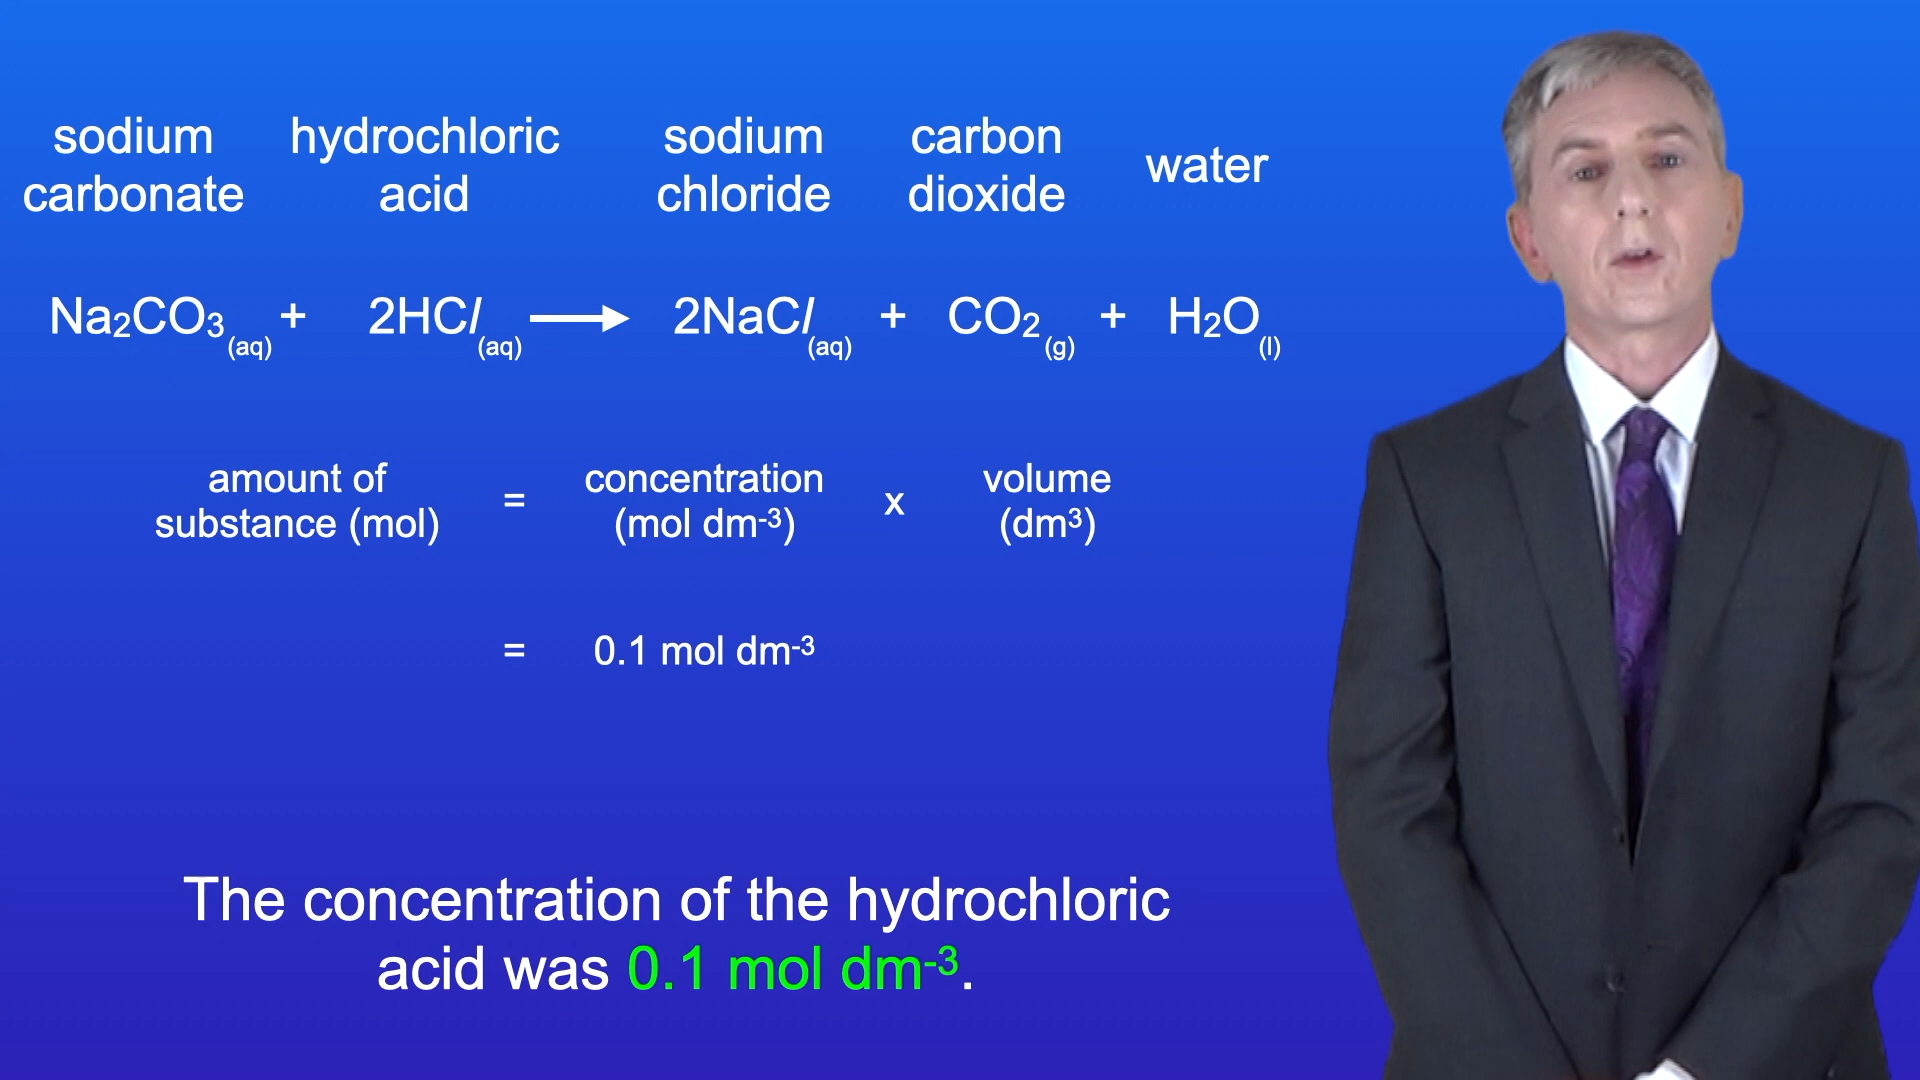 sodium carbonate hydrochloric acid sodium chloride carbon dioxide water
Na₂CO₃(aq) + 2HCl(aq) ⟶ 2NaCl(aq) + CO₂(g) + H₂O(l)
amount of substance (mol) = concentration (mol dm⁻³) x volume (dm³)
= 0.1 mol dm⁻³
The concentration of the hydrochloric
acid was 0.1 mol dm⁻³.